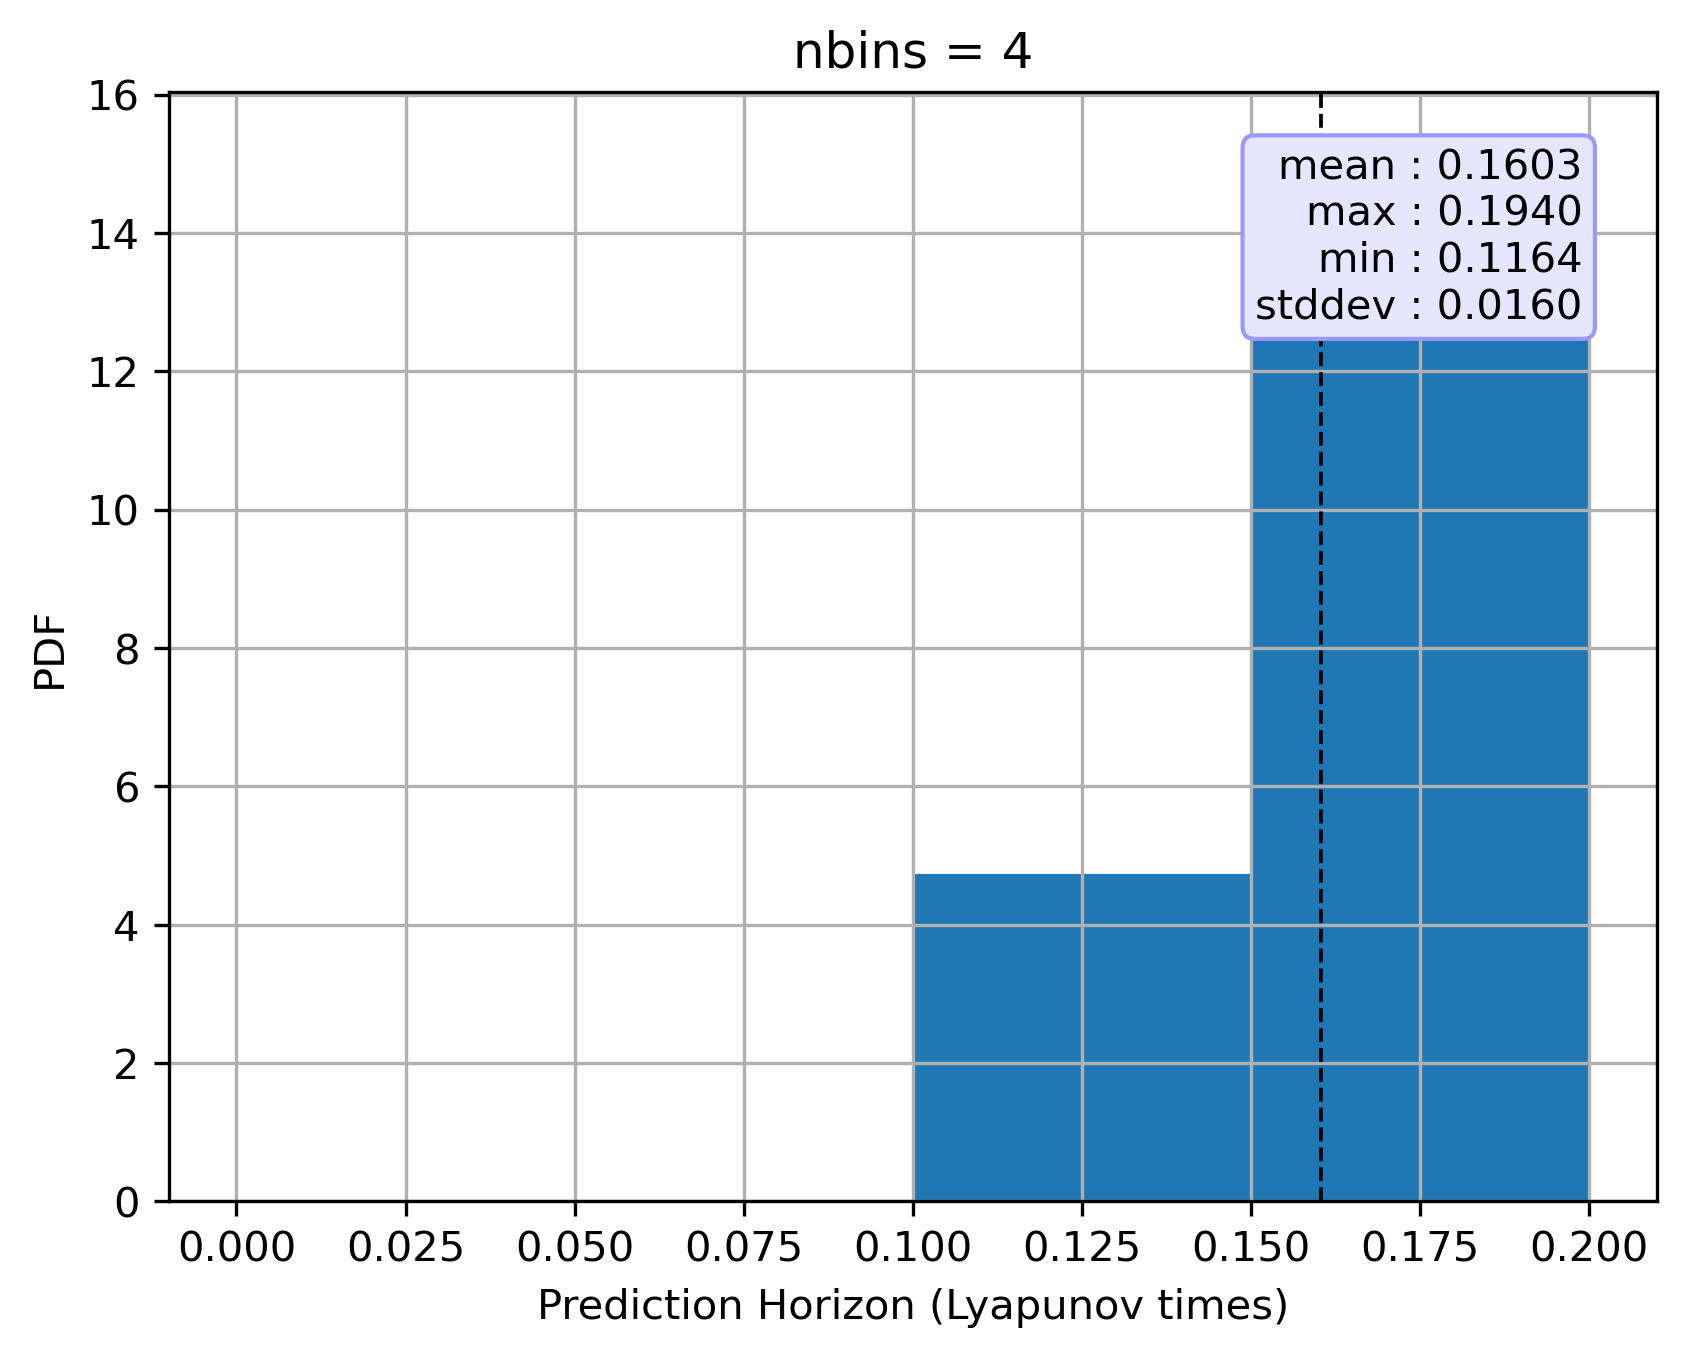 nbins = 4
16
14
12
10
8
6
4
2
0
PDF
mean : 0.1603
max : 0.1940
min : 0.1164
stddev : 0.0160
0.000 0.025 0.050 0.075 0.100 0.125 0.150 0.175 0.200
Prediction Horizon (Lyapunov times)